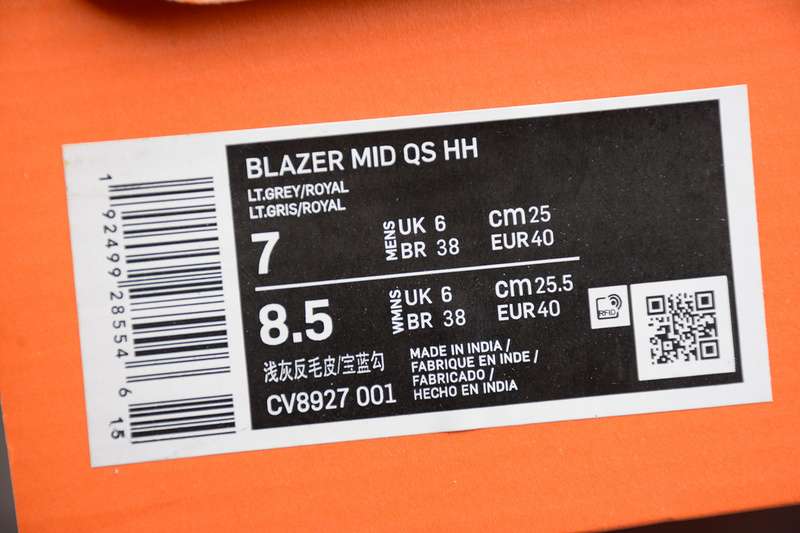 BLAZER MID QS HH
LT.GREY/ROYAL
LT.GRIS/ROYAL
7
MENS
UK 6
BR 38
cm 25
EUR 40
8.5
WMNS
UK 6
BR 38
cm 25.5
EUR 40
浅灰反毛皮/宝蓝勾
CV8927 001
MADE IN INDIA /
FABRIQUE EN INDE /
FABRICADO /
HECHO EN INDIA
RFID
1 92499 28554 6 15